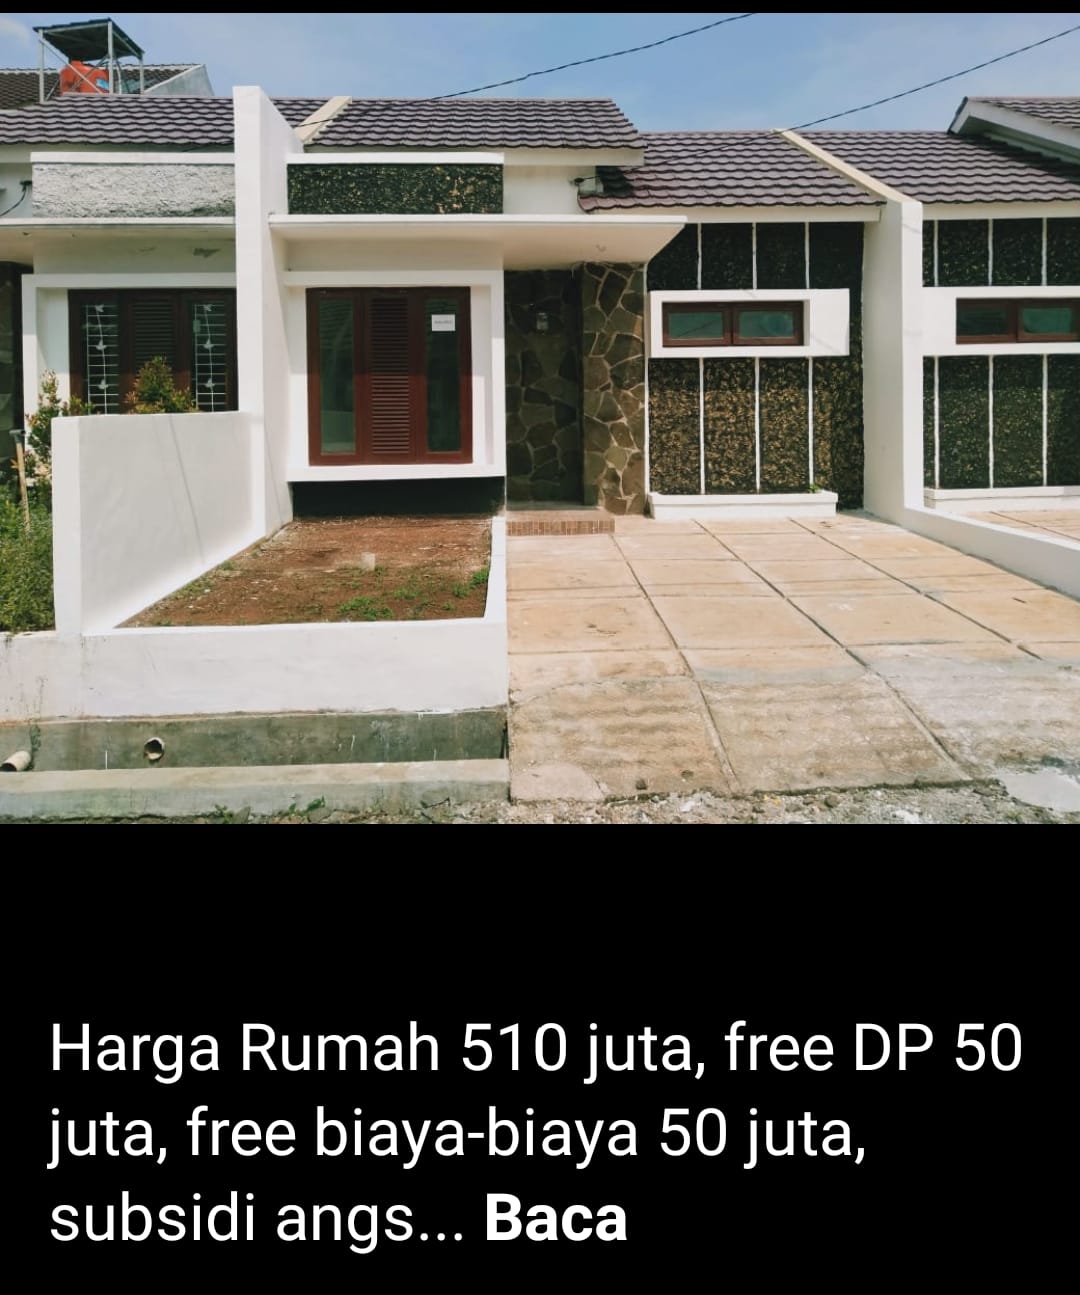 Harga Rumah 510 juta, free DP 50
juta, free biaya-biaya 50 juta,
subsidi angs... Baca